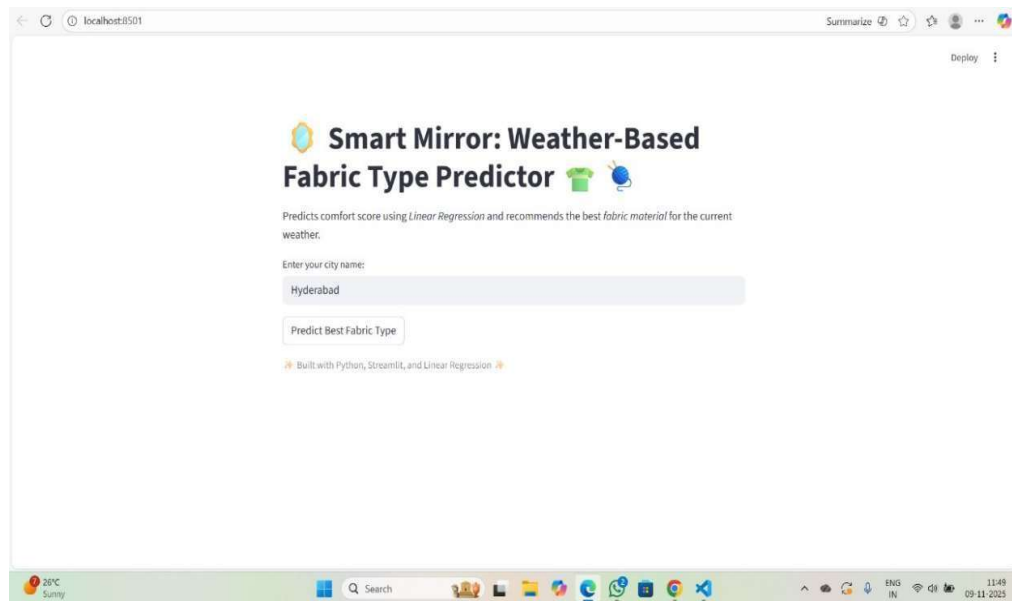 localhost:8501
Summarize
Deploy
Smart Mirror: Weather-Based
Fabric Type Predictor
Predicts comfort score using Linear Regression and recommends the best fabric material for the current
weather.
Enter your city name:
Hyderabad
Predict Best Fabric Type
✨ Built with Python, Streamlit, and Linear Regression ✨
7
26°C
Sunny
Search
ENG
IN
11:49
09-11-2025